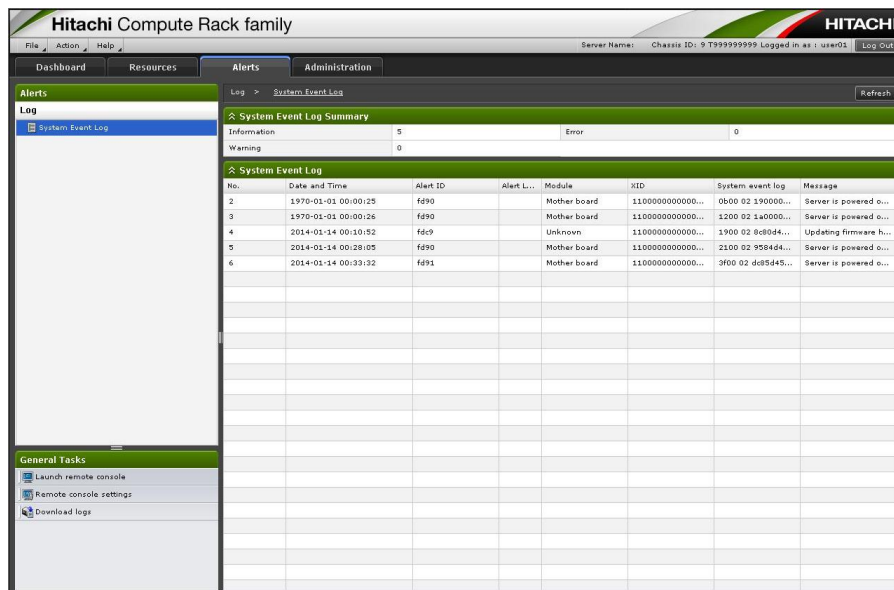 Hitachi Compute Rack family
HITACHI
File Action Help
Server Name: Chassis ID: 9 T999999999 Logged in as : user01 Log Out
Dashboard Resources Alerts Administration
Alerts
Log
System Event Log
General Tasks
Launch remote console
Remote console settings
Download logs
Log > System Event Log
Refresh
System Event Log Summary
Information 5 Error 0
Warning 0
System Event Log
No. Date and Time Alert ID Alert L... Module XID System event log Message
2 1970-01-01 00:00:25 fd90 Mother board 1100000000000... 0b00 02 190000... Server is powered o...
3 1970-01-01 00:00:26 fd90 Mother board 1100000000000... 1200 02 1a0000... Server is powered o...
4 2014-01-14 00:10:52 fdc9 Unknown 1100000000000... 1900 02 8c80d4... Updating firmware h...
5 2014-01-14 00:28:05 fd90 Mother board 1100000000000... 2100 02 9584d4... Server is powered o...
6 2014-01-14 00:33:32 fd91 Mother board 1100000000000... 3f00 02 dc85d45... Server is powered o...